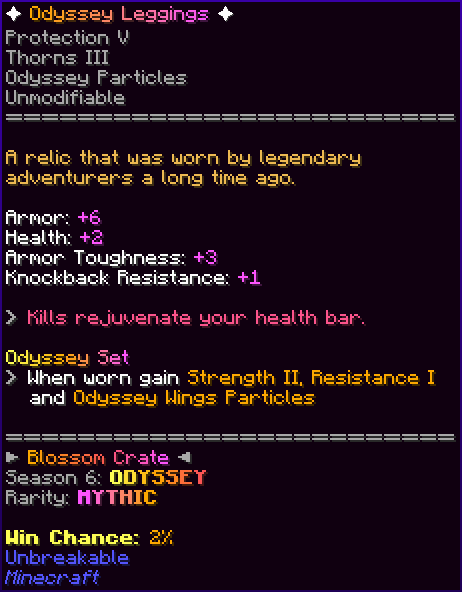 ✦ Odyssey Leggings ✦
Protection V
Thorns III
Odyssey Particles
Unmodifiable
=========================
A relic that was worn by legendary
adventurers a long time ago.
Armor: +6
Health: +2
Armor Toughness: +3
Knockback Resistance: +1
> Kills rejuvenate your health bar.
Odyssey Set
> When worn gain Strength II, Resistance I
and Odyssey Wings Particles
=========================
► Blossom Crate ◄
Season 6: ODYSSEY
Rarity: MYTHIC
Win Chance: 2%
Unbreakable
Minecraft